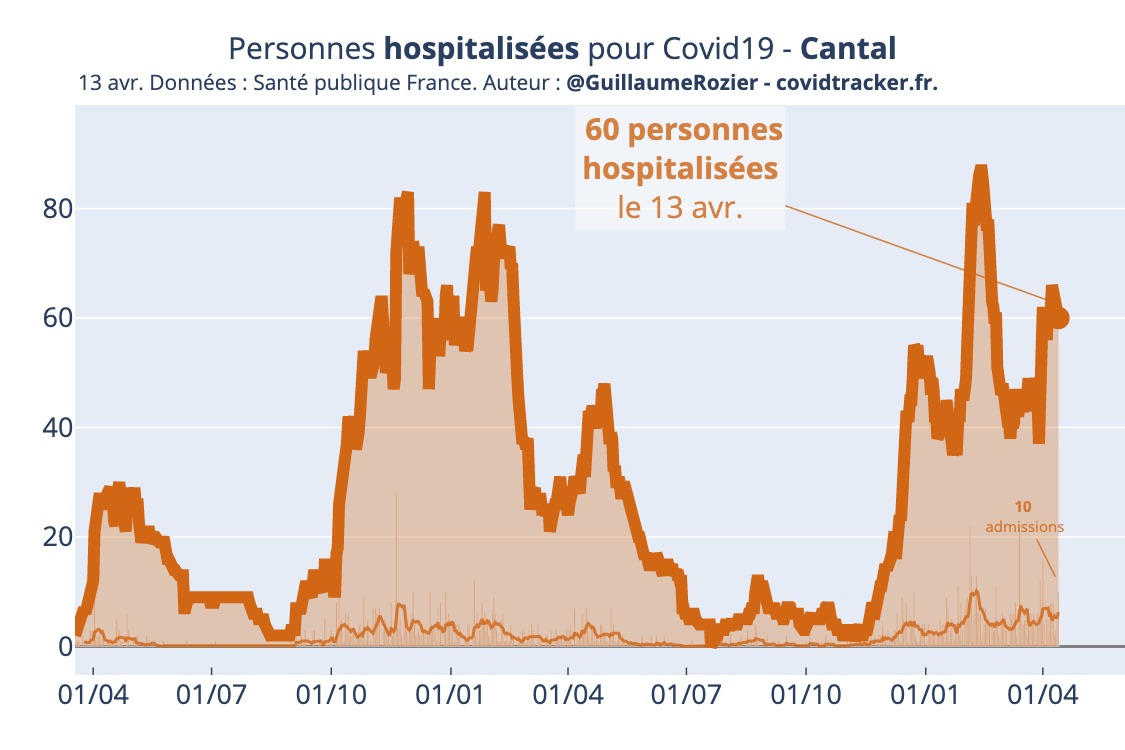 Personnes hospitalisées pour Covid19 - Cantal
13 avr. Données : Santé publique France. Auteur : @GuillaumeRozier - covidtracker.fr.
60 personnes
hospitalisées
le 13 avr.
80
60
40
20
0
10
admissions
01/04 01/07 01/10 01/01 01/04 01/07 01/10 01/01 01/04